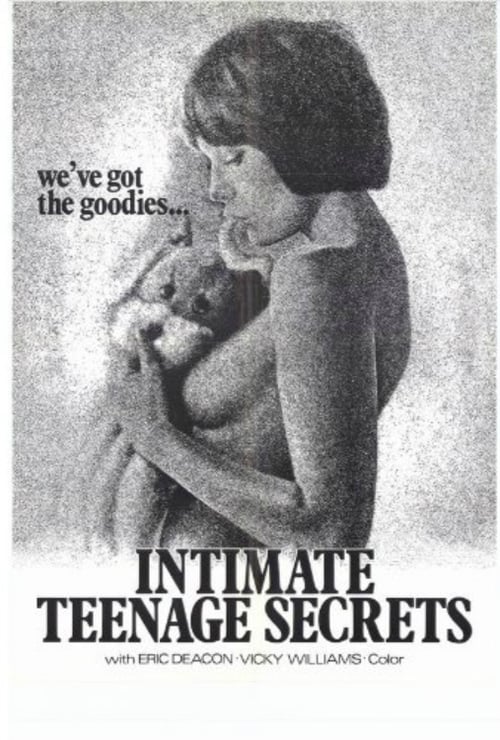 we've got
the goodies...
INTIMATE
TEENAGE SECRETS
with ERIC DEACON · VICKY WILLIAMS · Color